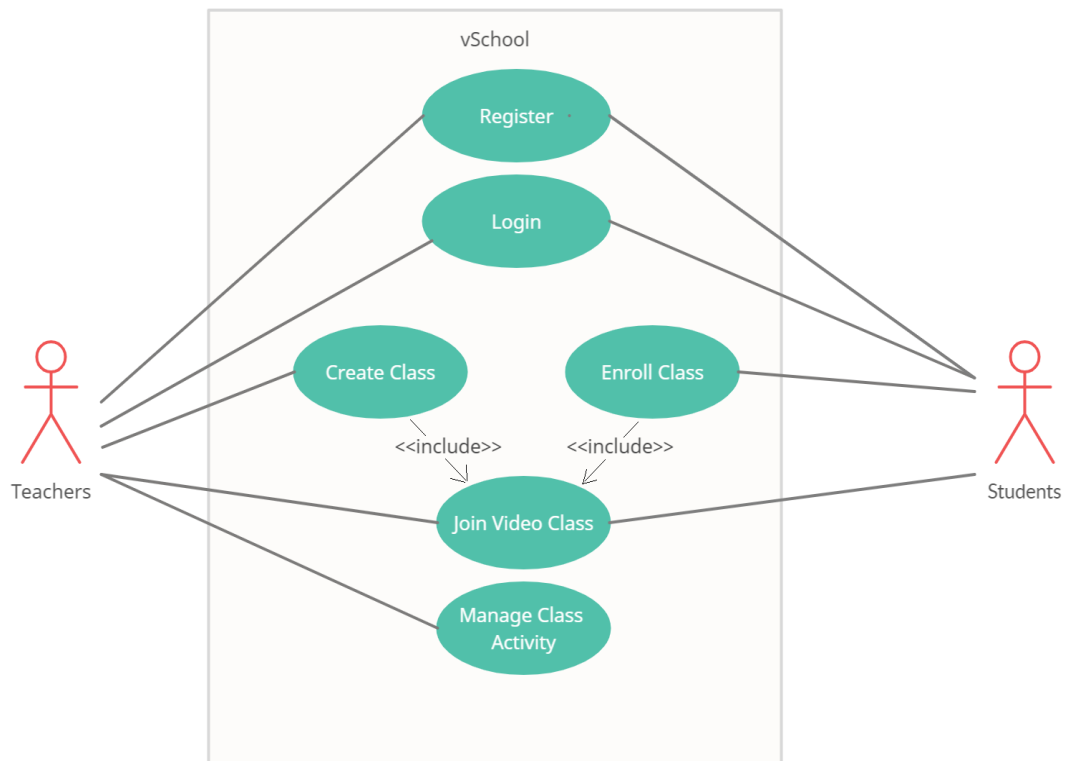 vSchool
Register
Login
Create Class
Enroll Class
<<include>>
<<include>>
Teachers
Students
Join Video Class
Manage Class
Activity